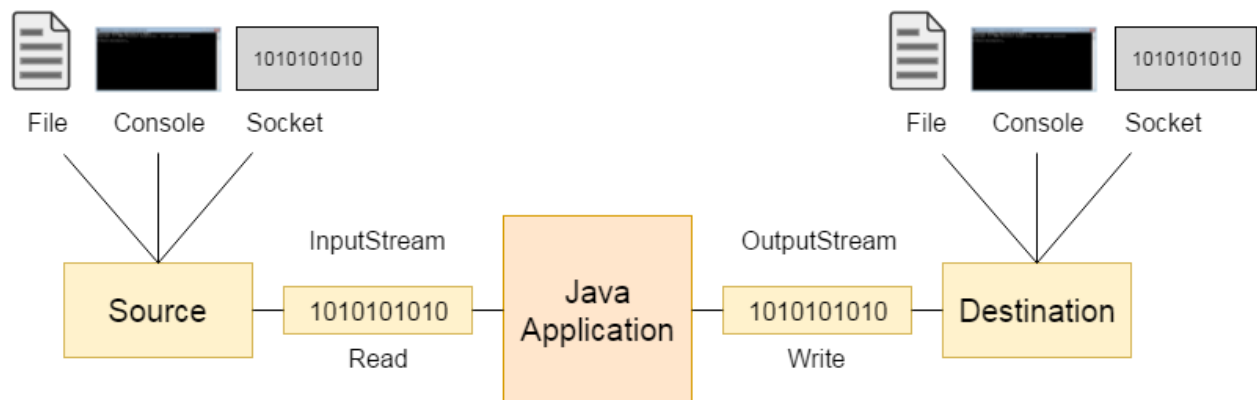 1010101010
1010101010
File Console Socket
File Console Socket
InputStream
OutputStream
Source
1010101010
Java
Application
1010101010
Destination
Read
Write